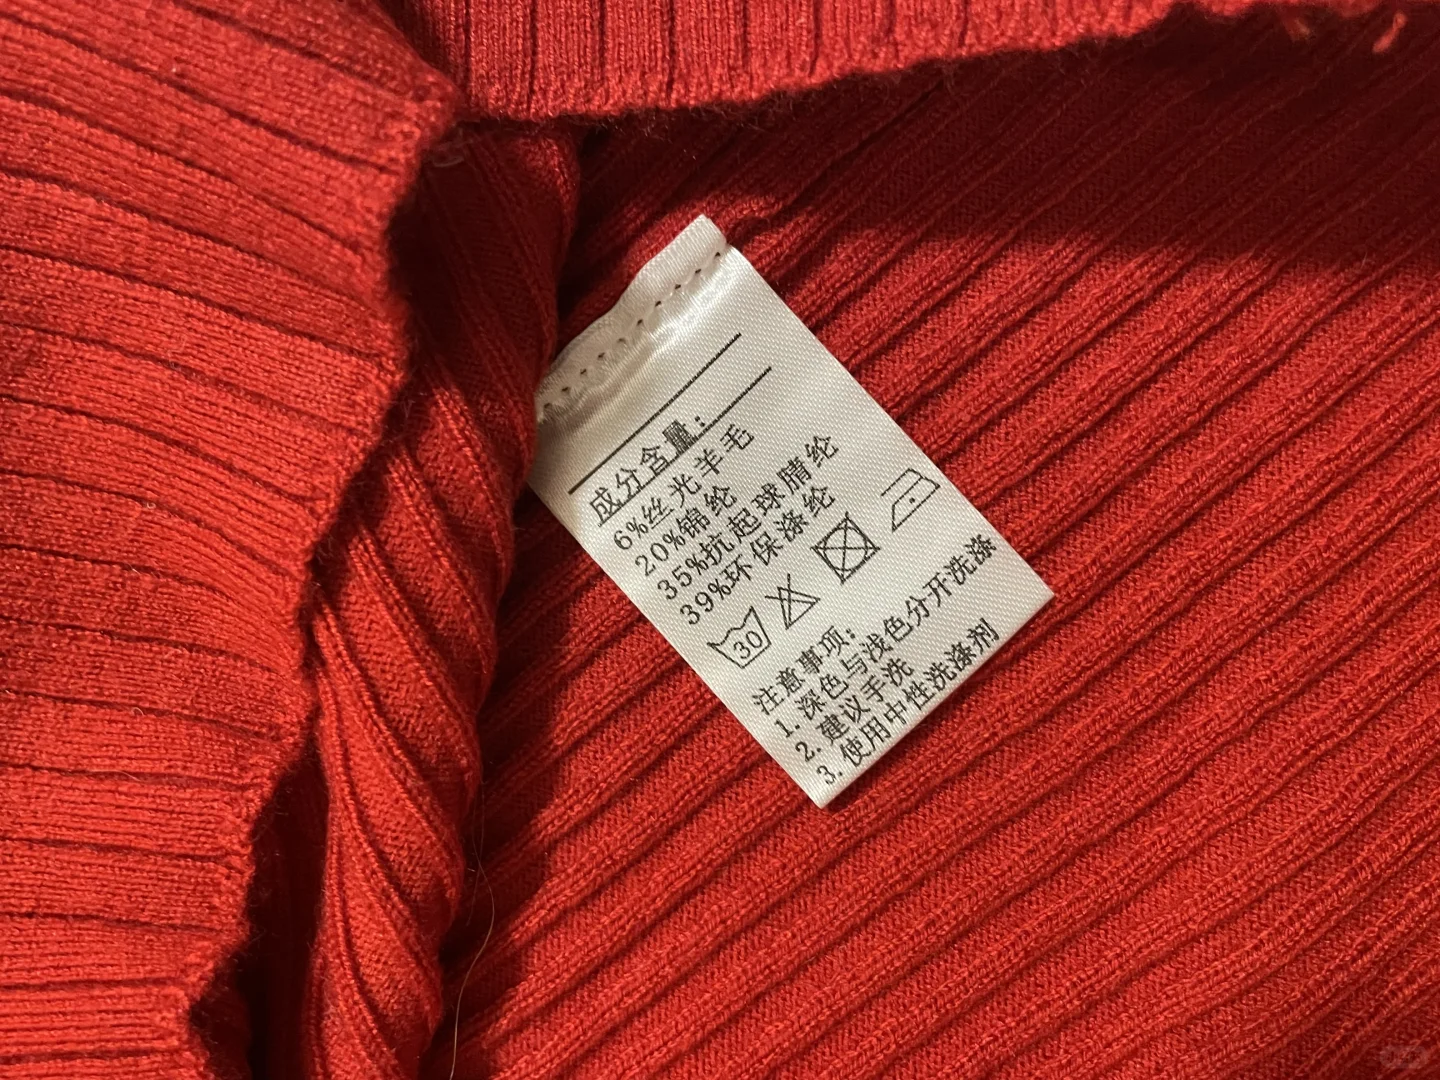 成分含量:
6%丝光羊毛
20%锦纶
35%抗起球腈纶
39%环保涤纶
30
注意事项:
1. 深色与浅色分开洗涤
2. 建议手洗
3. 使用中性洗涤剂